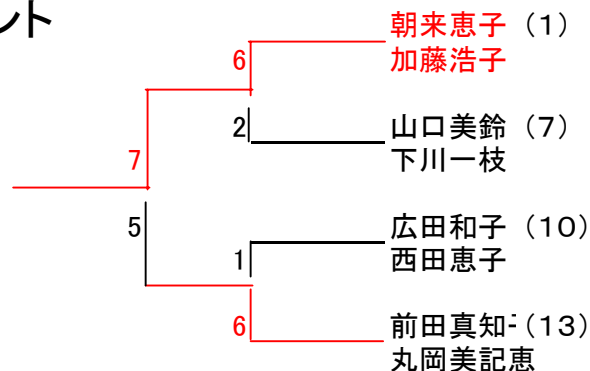 ント
朝来恵子（1）
6
加藤浩子
2
山口美鈴（7）
7
下川一枝
5
広田和子（10）
1
西田恵子
6
前田真知（13）
丸岡美記恵